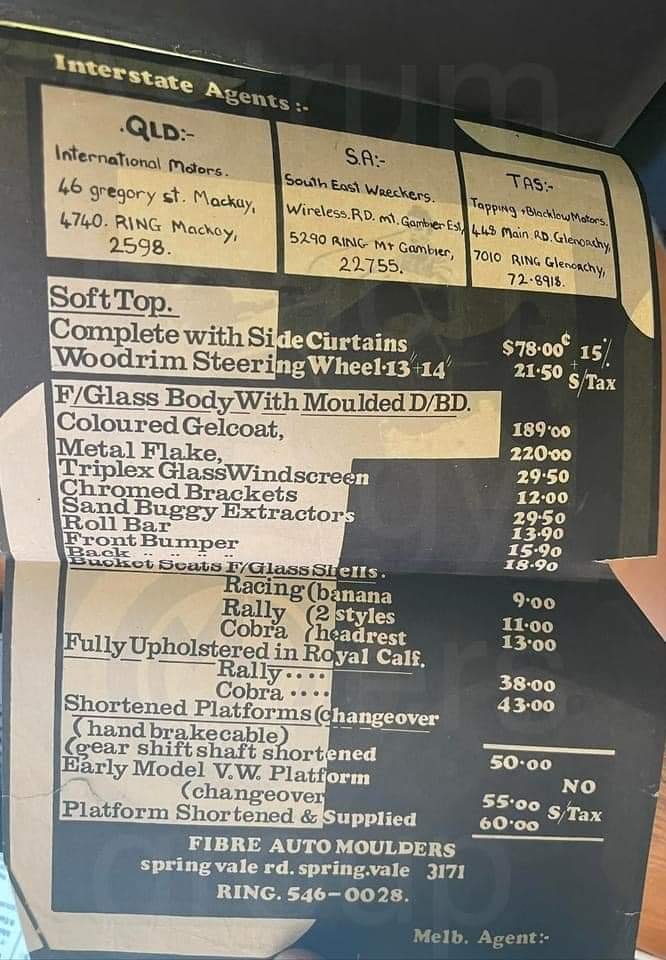 Interstate Agents :-
.QLD:-
International Motors.
46 gregory st. Mackay,
4740. RING Mackay,
2598.
S.A:-
South East Wreckers.
Wireless.RD. mt. Gambier Est,
5290 RING Mt Gambier,
22755.
TAS:-
Tapping + Blacklow Motors.
448 Main RD. Glenorchy,
7010 RING Glenorchy,
72-8918.
Soft Top.
Complete with Side Curtains $78·00c 15%
Woodrim Steering Wheel·13" + 14" 21·50 S/Tax
F/Glass Body With Moulded D/BD.
Coloured Gelcoat, 189·00
Metal Flake, 220·00
Triplex Glass Windscreen 29·50
Chromed Brackets 12·00
Sand Buggy Extractors 29·50
Roll Bar 13·90
Front Bumper 15·90
Back " " " " 18·90
Bucket Seats F/Glass Shells.
Racing (banana 9·00
Rally (2 styles 11·00
Cobra (headrest 13·00
Fully Upholstered in Royal Calf.
Rally···· 38·00
Cobra···· 43·00
Shortened Platforms (changeover
(hand brakecable)
(gear shift shaft shortened 50·00
Early Model V.W. Platform NO
(changeover 55·00 S/Tax
Platform Shortened & Supplied 60·00
FIBRE AUTO MOULDERS
spring vale rd. spring.vale 3171
RING. 546-0028.
Melb. Agent:-